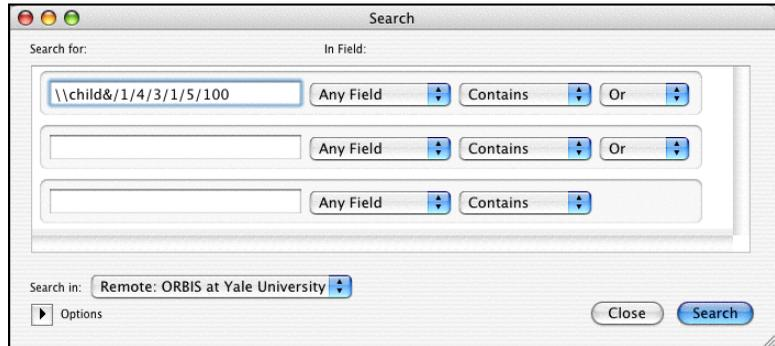 Search
Search for: In Field:
\\child&/1/4/3/1/5/100 Any Field Contains Or
Any Field Contains Or
Any Field Contains
Search in: Remote: ORBIS at Yale University
Options Close Search